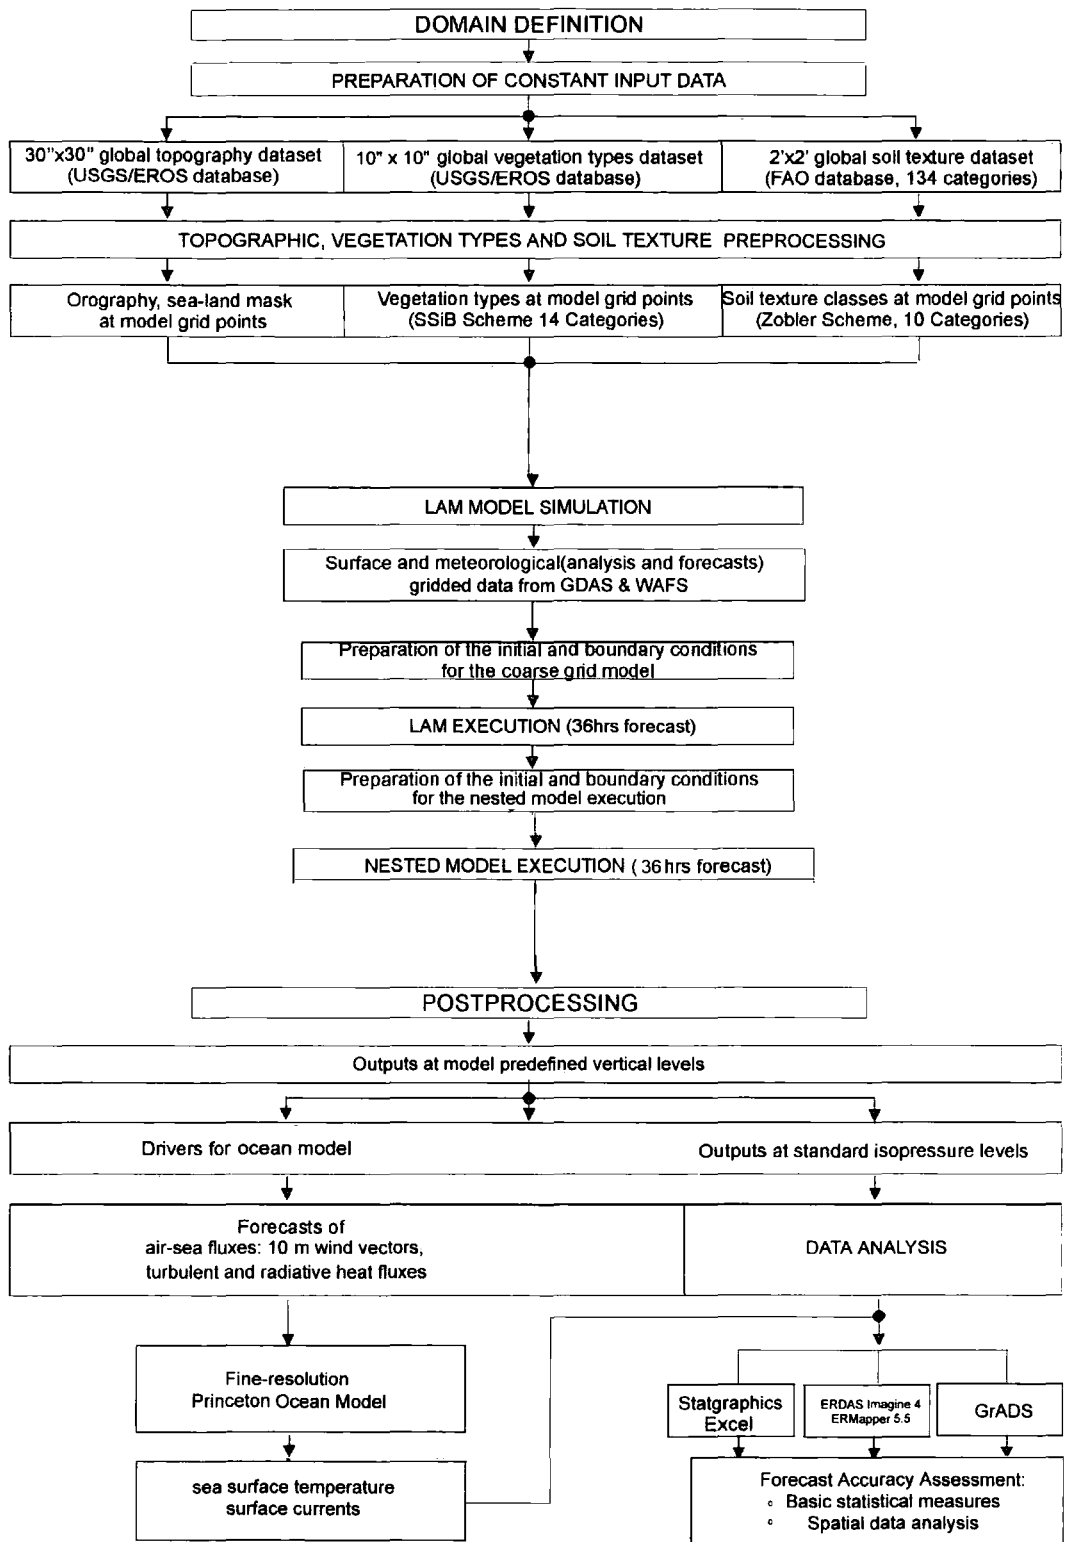 DOMAIN DEFINITION
PREPARATION OF CONSTANT INPUT DATA
30"x30" global topography dataset
(USGS/EROS database)
10" x 10" global vegetation types dataset
(USGS/EROS database)
2'x2' global soil texture dataset
(FAO database, 134 categories)
TOPOGRAPHIC, VEGETATION TYPES AND SOIL TEXTURE PREPROCESSING
Orography, sea-land mask
at model grid points
Vegetation types at model grid points
(SSiB Scheme 14 Categories)
Soil texture classes at model grid points
(Zobler Scheme, 10 Categories)
LAM MODEL SIMULATION
Surface and meteorological(analysis and forecasts)
gridded data from GDAS & WAFS
Preparation of the initial and boundary conditions
for the coarse grid model
LAM EXECUTION (36hrs forecast)
Preparation of the initial and boundary conditions
for the nested model execution
NESTED MODEL EXECUTION ( 36 hrs forecast)
POSTPROCESSING
Outputs at model predefined vertical levels
Drivers for ocean model
Outputs at standard isopressure levels
Forecasts of
air-sea fluxes: 10 m wind vectors,
turbulent and radiative heat fluxes
DATA ANALYSIS
Fine-resolution
Princeton Ocean Model
Statgraphics
Excel
ERDAS Imagine 4
ERMapper 5.5
GrADS
sea surface temperature
surface currents
Forecast Accuracy Assessment:
° Basic statistical measures
° Spatial data analysis